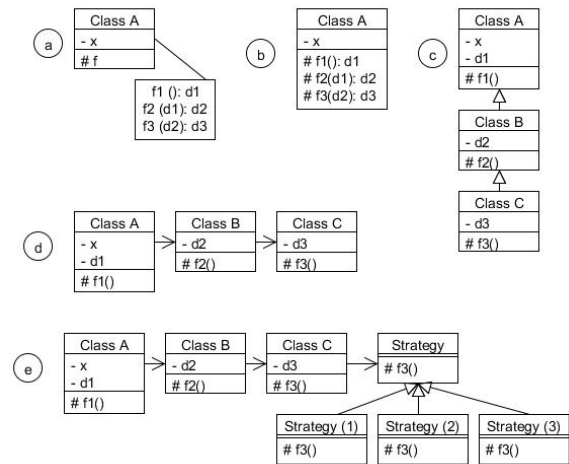 a
Class A
- x
# f
f1 (): d1
f2 (d1): d2
f3 (d2): d3
b
Class A
- x
# f1(): d1
# f2(d1): d2
# f3(d2): d3
c
Class A
- x
- d1
# f1()
Class B
- d2
# f2()
Class C
- d3
# f3()
d
Class A
- x
- d1
# f1()
Class B
- d2
# f2()
Class C
- d3
# f3()
e
Class A
- x
- d1
# f1()
Class B
- d2
# f2()
Class C
- d3
# f3()
Strategy
# f3()
Strategy (1)
# f3()
Strategy (2)
# f3()
Strategy (3)
# f3()